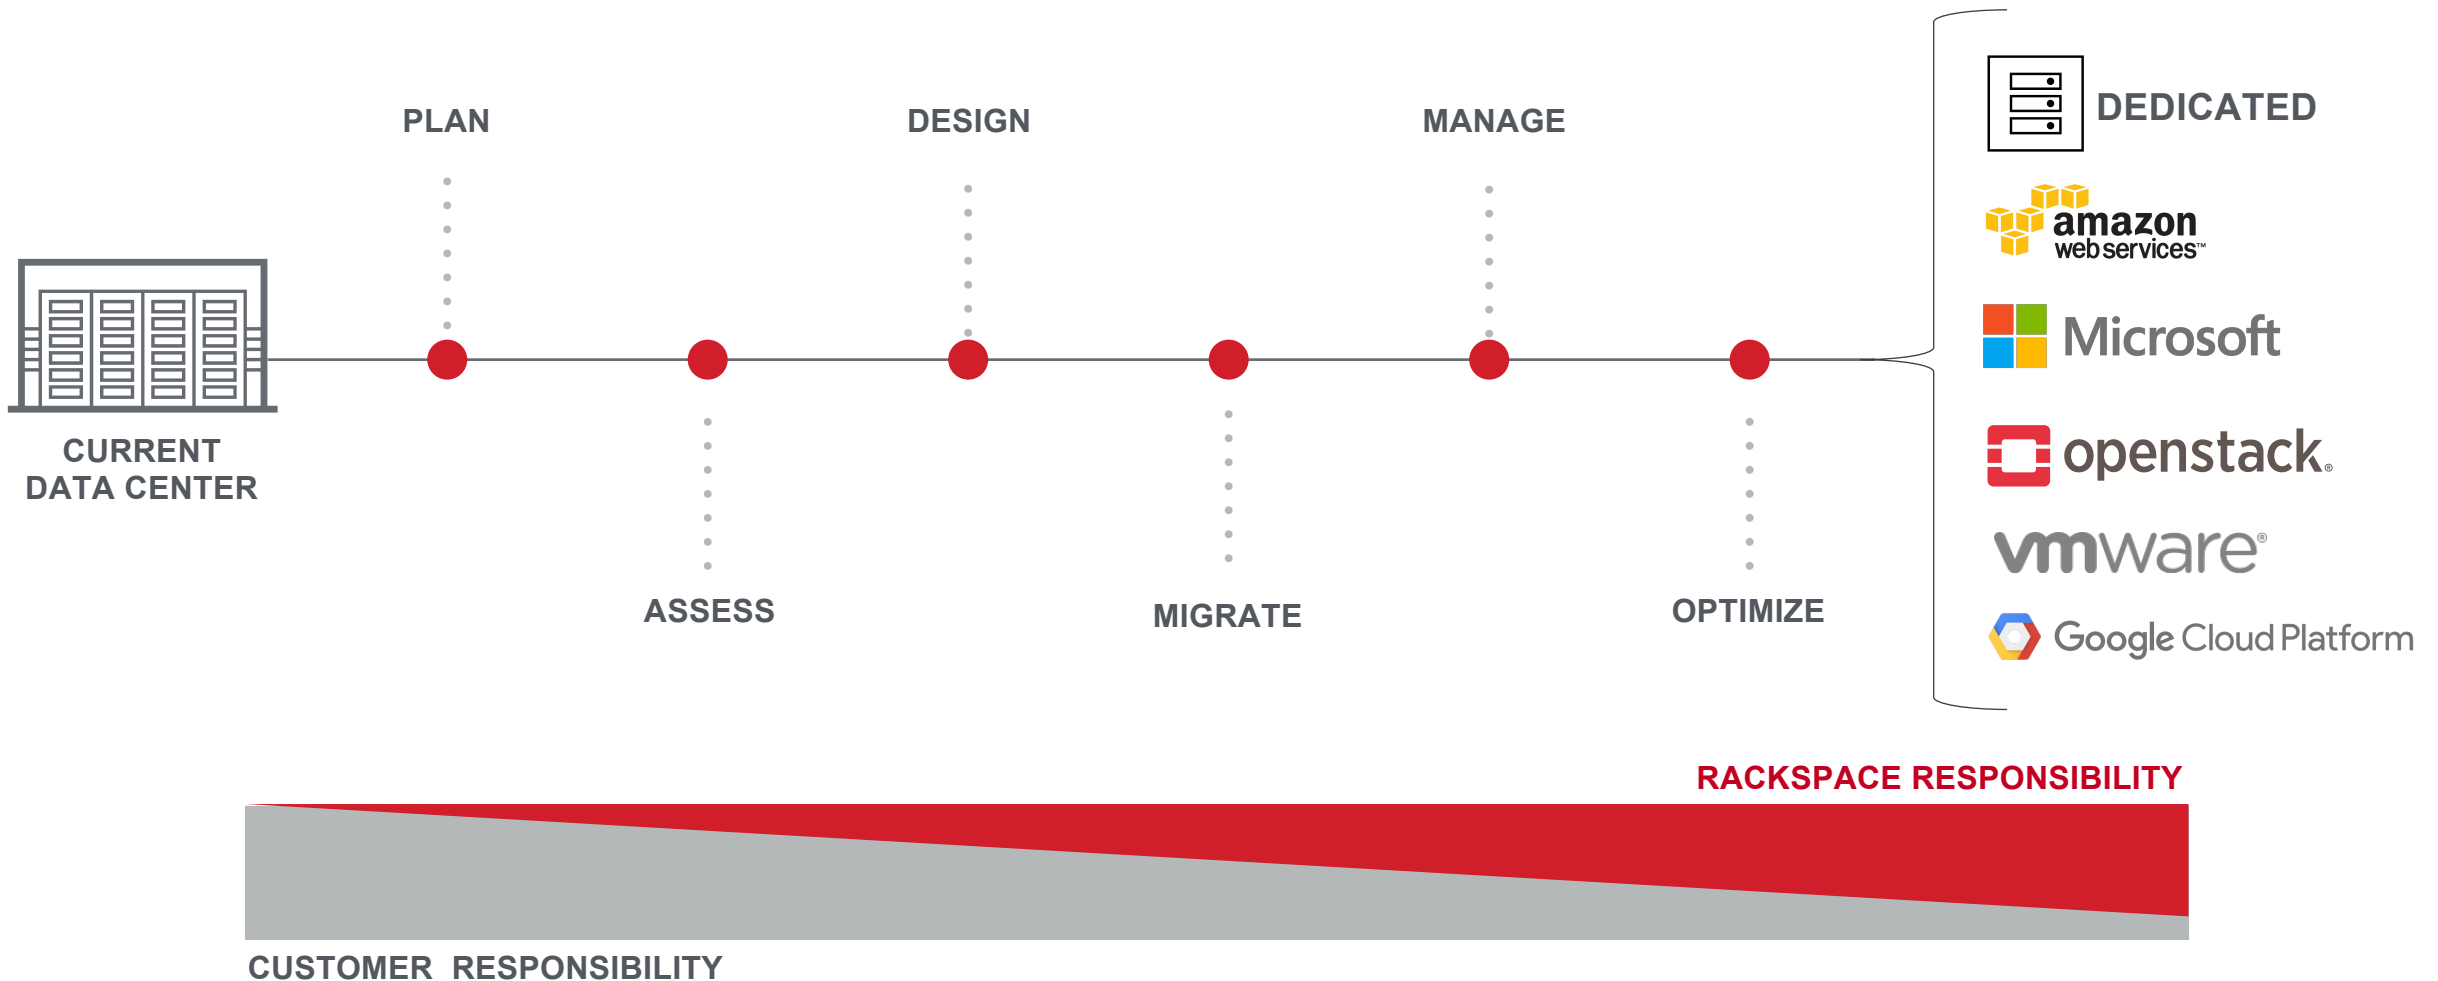 PLAN
DESIGN
MANAGE
CURRENT
DATA CENTER
ASSESS
MIGRATE
OPTIMIZE
DEDICATED
amazon
web services™
Microsoft
openstack®
vmware®
Google Cloud Platform
RACKSPACE RESPONSIBILITY
CUSTOMER RESPONSIBILITY